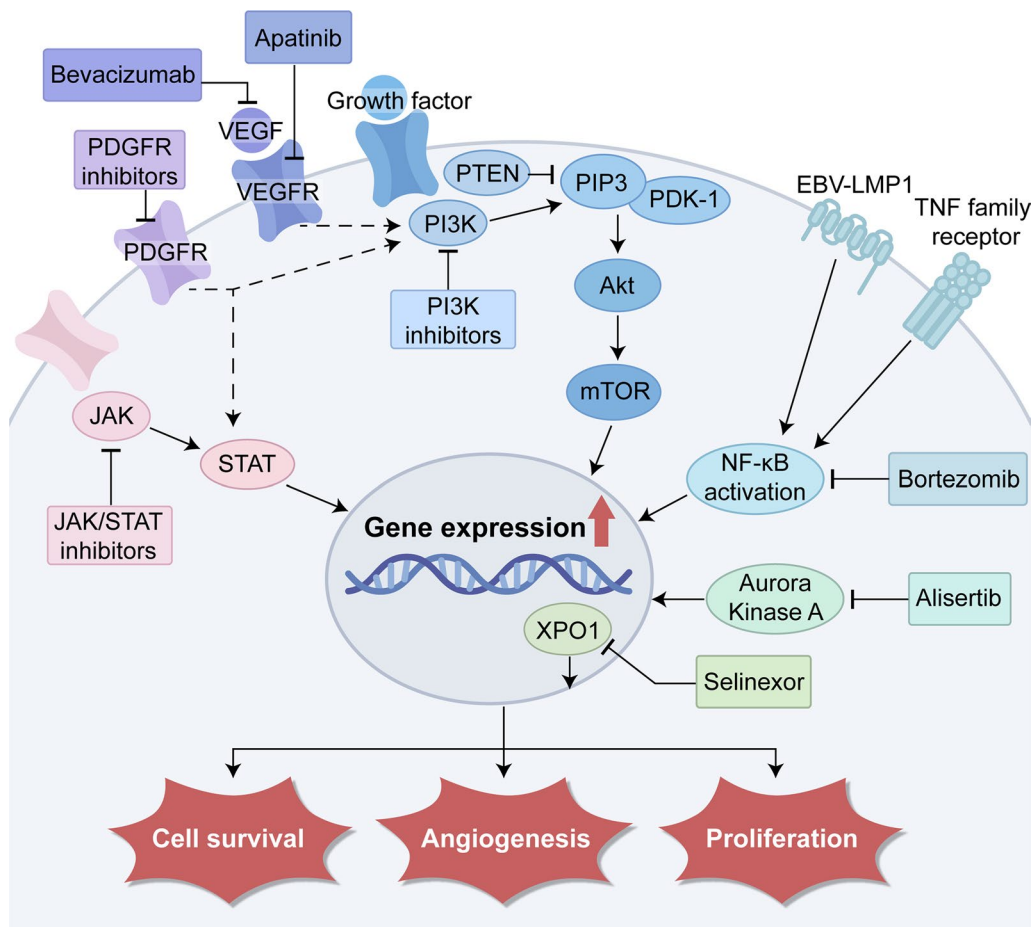 Apatinib
Bevacizumab
Growth factor
VEGF
PDGFR
inhibitors
VEGFR
PTEN
PIP3
PDK-1
EBV-LMP1
TNF family
receptor
PDGFR
PI3K
PI3K
inhibitors
Akt
mTOR
JAK
STAT
NF-κB
activation
Bortezomib
JAK/STAT
inhibitors
Gene expression
Aurora
Kinase A
Alisertib
XPO1
Selinexor
Cell survival
Angiogenesis
Proliferation